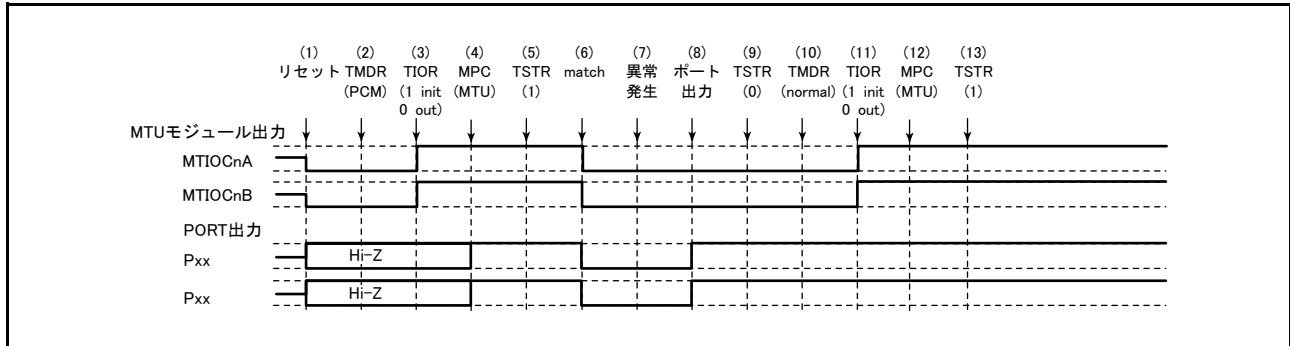 (1) (2) (3) (4) (5) (6) (7) (8) (9) (10) (11) (12) (13)
リセット TMDR TIOR MPC TSTR match 異常 ポート TSTR TMDR TIOR MPC TSTR
(PCM) (1 init (MTU) (1) 発生 出力 (0) (normal) (1 init (MTU) (1)
0 out) 0 out)
MTUモジュール出力
MTIOCnA
MTIOCnB
PORT出力
Pxx Hi-Z
Pxx Hi-Z